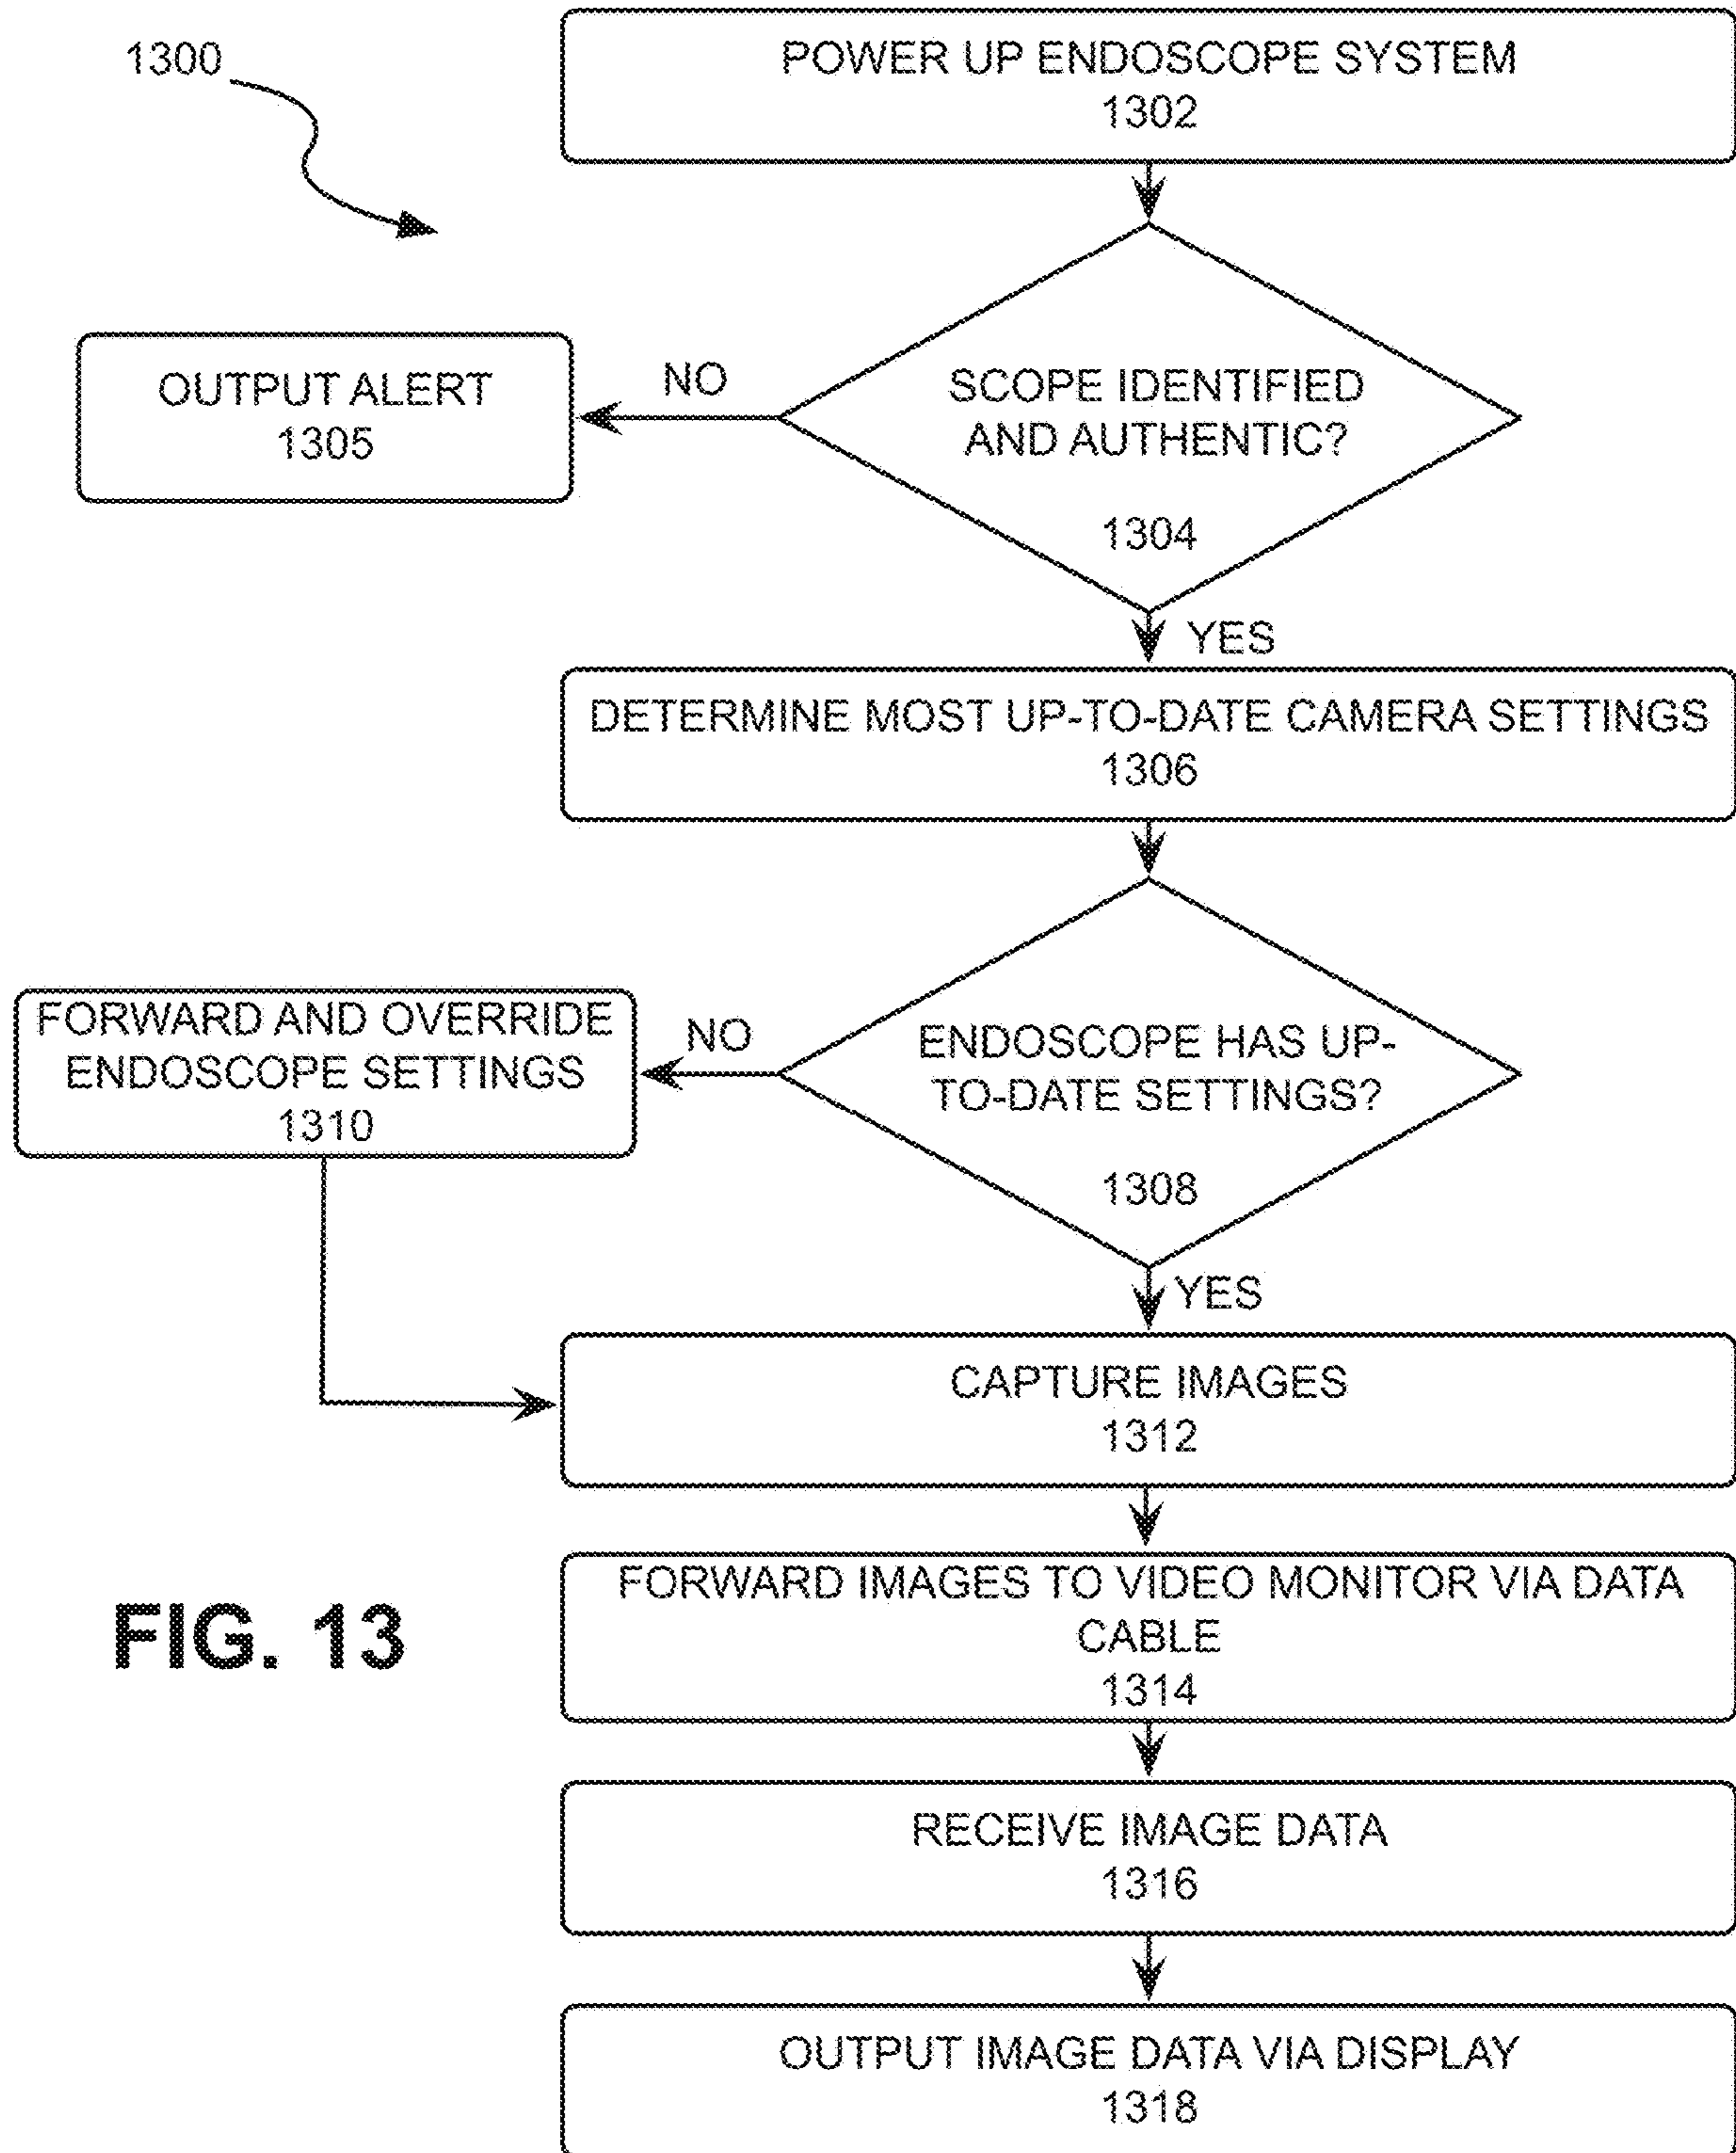 1300
POWER UP ENDOSCOPE SYSTEM
1302
OUTPUT ALERT
1305
NO
SCOPE IDENTIFIED
AND AUTHENTIC?
1304
YES
DETERMINE MOST UP-TO-DATE CAMERA SETTINGS
1306
FORWARD AND OVERRIDE
ENDOSCOPE SETTINGS
1310
NO
ENDOSCOPE HAS UP-
TO-DATE SETTINGS?
1308
YES
CAPTURE IMAGES
1312
FORWARD IMAGES TO VIDEO MONITOR VIA DATA
CABLE
1314
FIG. 13
RECEIVE IMAGE DATA
1316
OUTPUT IMAGE DATA VIA DISPLAY
1318